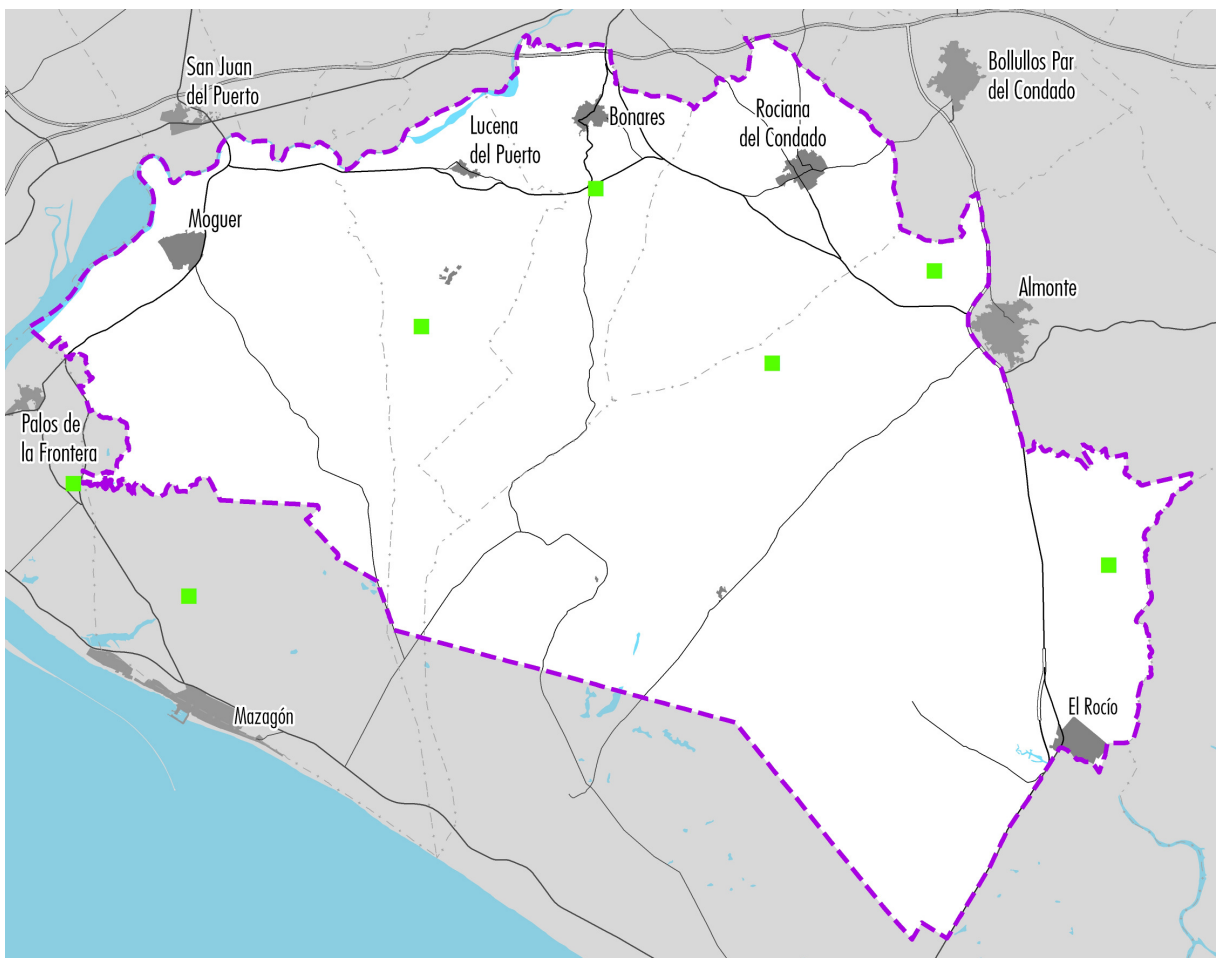 San Juan
del Puerto
Bollullos Par
del Condado
Lucena
del Puerto
Bonares
Rociana
del Condado
Moguer
Almonte
Palos de
la Frontera
Mazagón
El Rocío